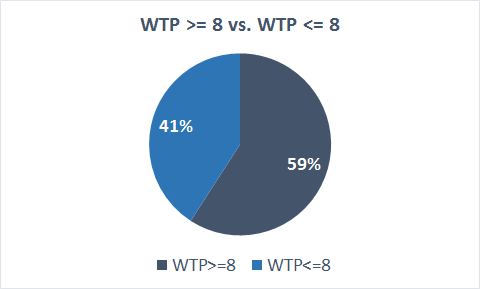 WTP >= 8 vs. WTP <= 8
41%
59%
WTP>=8 WTP<=8